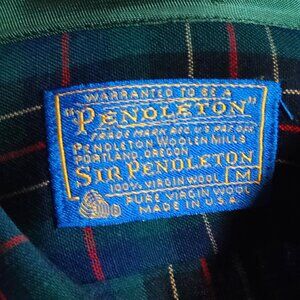 WARRANTED TO BE A
"PENDLETON"
TRADE MARK REG. U.S. PAT. OFF.
PENDLETON WOOLEN MILLS
PORTLAND, OREGON
SIR PENDLETON
100% VIRGIN WOOL M
PURE VIRGIN WOOL
MADE IN U.S.A.